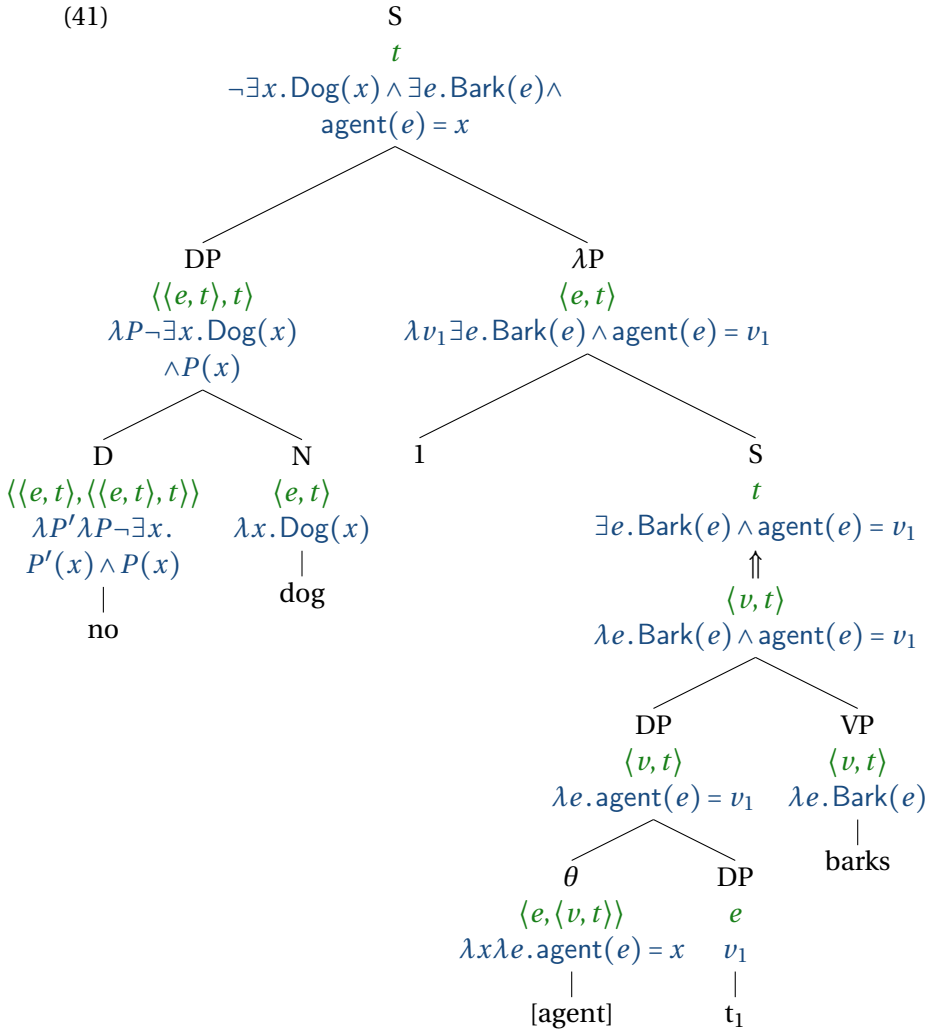 (41) S
t
¬∃x.Dog(x) ∧ ∃e.Bark(e)∧
agent(e) = x
DP λP
⟨⟨e, t⟩, t⟩ ⟨e, t⟩
λP¬∃x.Dog(x) λv₁∃e.Bark(e) ∧ agent(e) = v₁
∧P(x)
D N 1 S
⟨⟨e, t⟩, ⟨⟨e, t⟩, t⟩⟩ ⟨e, t⟩ t
λP′λP¬∃x. λx.Dog(x) ∃e.Bark(e) ∧ agent(e) = v₁
P′(x) ∧ P(x) ⇑
dog ⟨v, t⟩
no λe.Bark(e) ∧ agent(e) = v₁
DP VP
⟨v, t⟩ ⟨v, t⟩
λe.agent(e) = v₁ λe.Bark(e)
barks
θ DP
⟨e, ⟨v, t⟩⟩ e
λxλe.agent(e) = x v₁
[agent] t₁